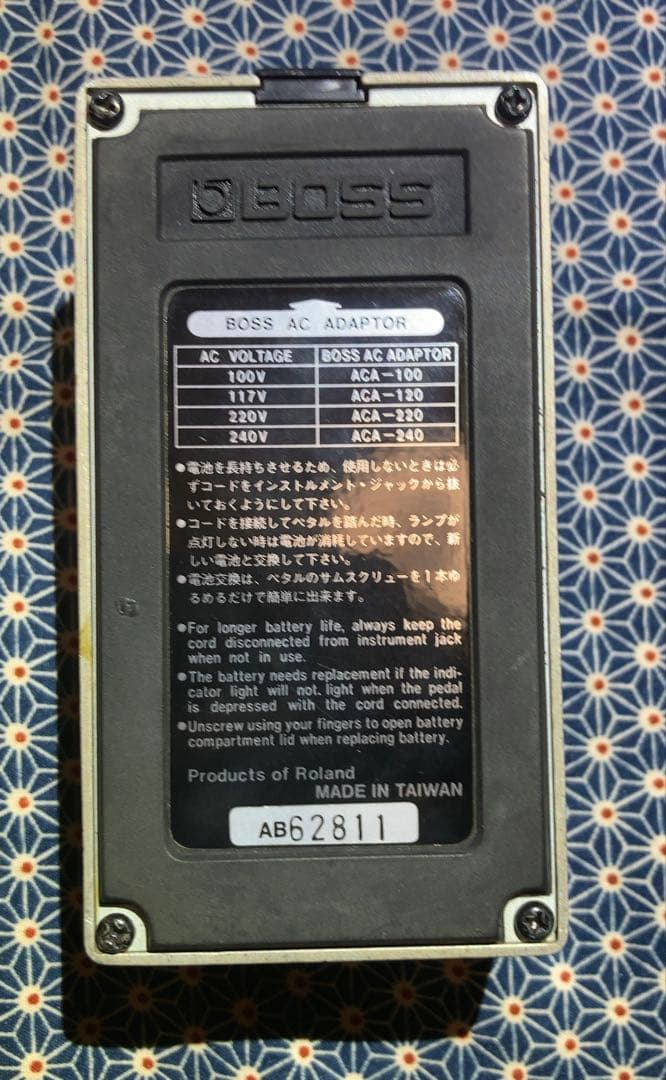 BOSS
BOSS AC ADAPTOR
AC VOLTAGE BOSS AC ADAPTOR
100V ACA-100
117V ACA-120
220V ACA-220
240V ACA-240
●電池を長持ちさせるため、使用しないときは必
ずコードをインストルメント・ジャックから抜
いておくようにして下さい。
●コードを接続してペタルを踏んだ時、ランプが
点灯しない時は電池が消耗していますので、新
しい電池と交換して下さい。
●電池交換は、ペタルのサムスクリューを1本ゆ
るめるだけで簡単に出来ます。
●For longer battery life, always keep the
cord disconnected from instrument jack
when not in use.
●The battery needs replacement if the indi-
cator light will not. light when the pedal
is depressed with the cord connected.
●Unscrew using your fingers to open battery
compartment lid when replacing battery.
Products of Roland
MADE IN TAIWAN
AB62811